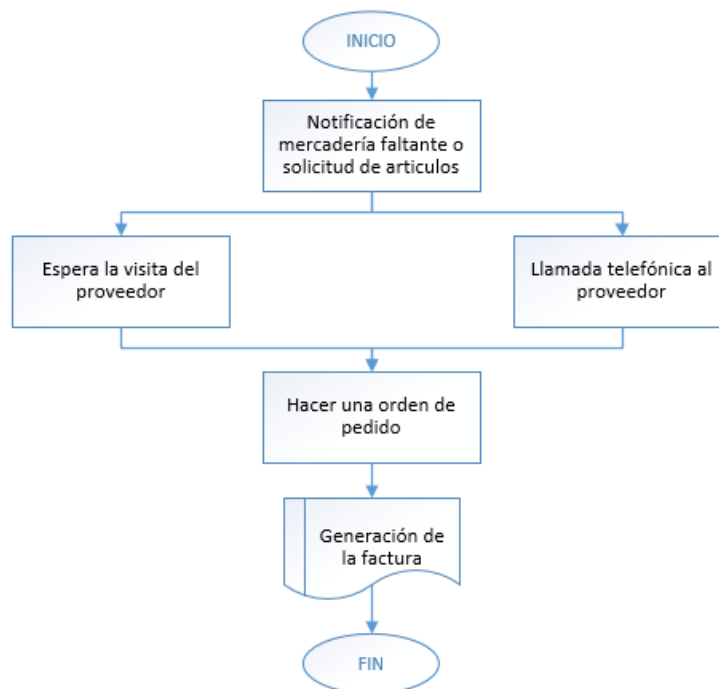 INICIO
Notificación de
mercadería faltante o
solicitud de articulos
Espera la visita del
proveedor
Llamada telefónica al
proveedor
Hacer una orden de
pedido
Generación de
la factura
FIN